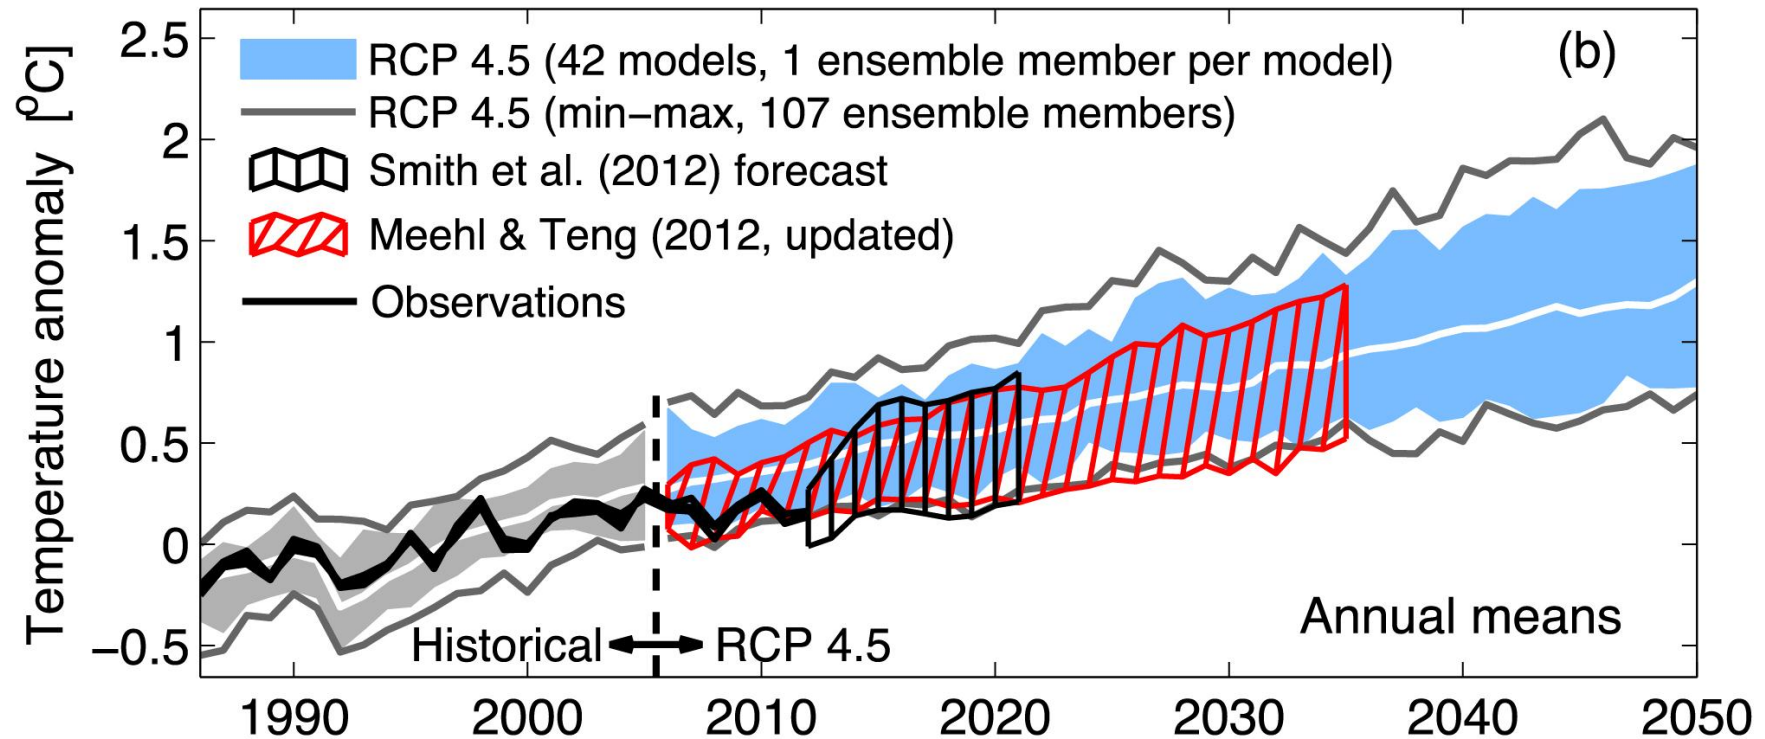 Temperature anomaly [°C]
2.5
2
1.5
1
0.5
0
−0.5
RCP 4.5 (42 models, 1 ensemble member per model)
RCP 4.5 (min−max, 107 ensemble members)
Smith et al. (2012) forecast
Meehl & Teng (2012, updated)
Observations
(b)
Historical
RCP 4.5
Annual means
1990 2000 2010 2020 2030 2040 2050